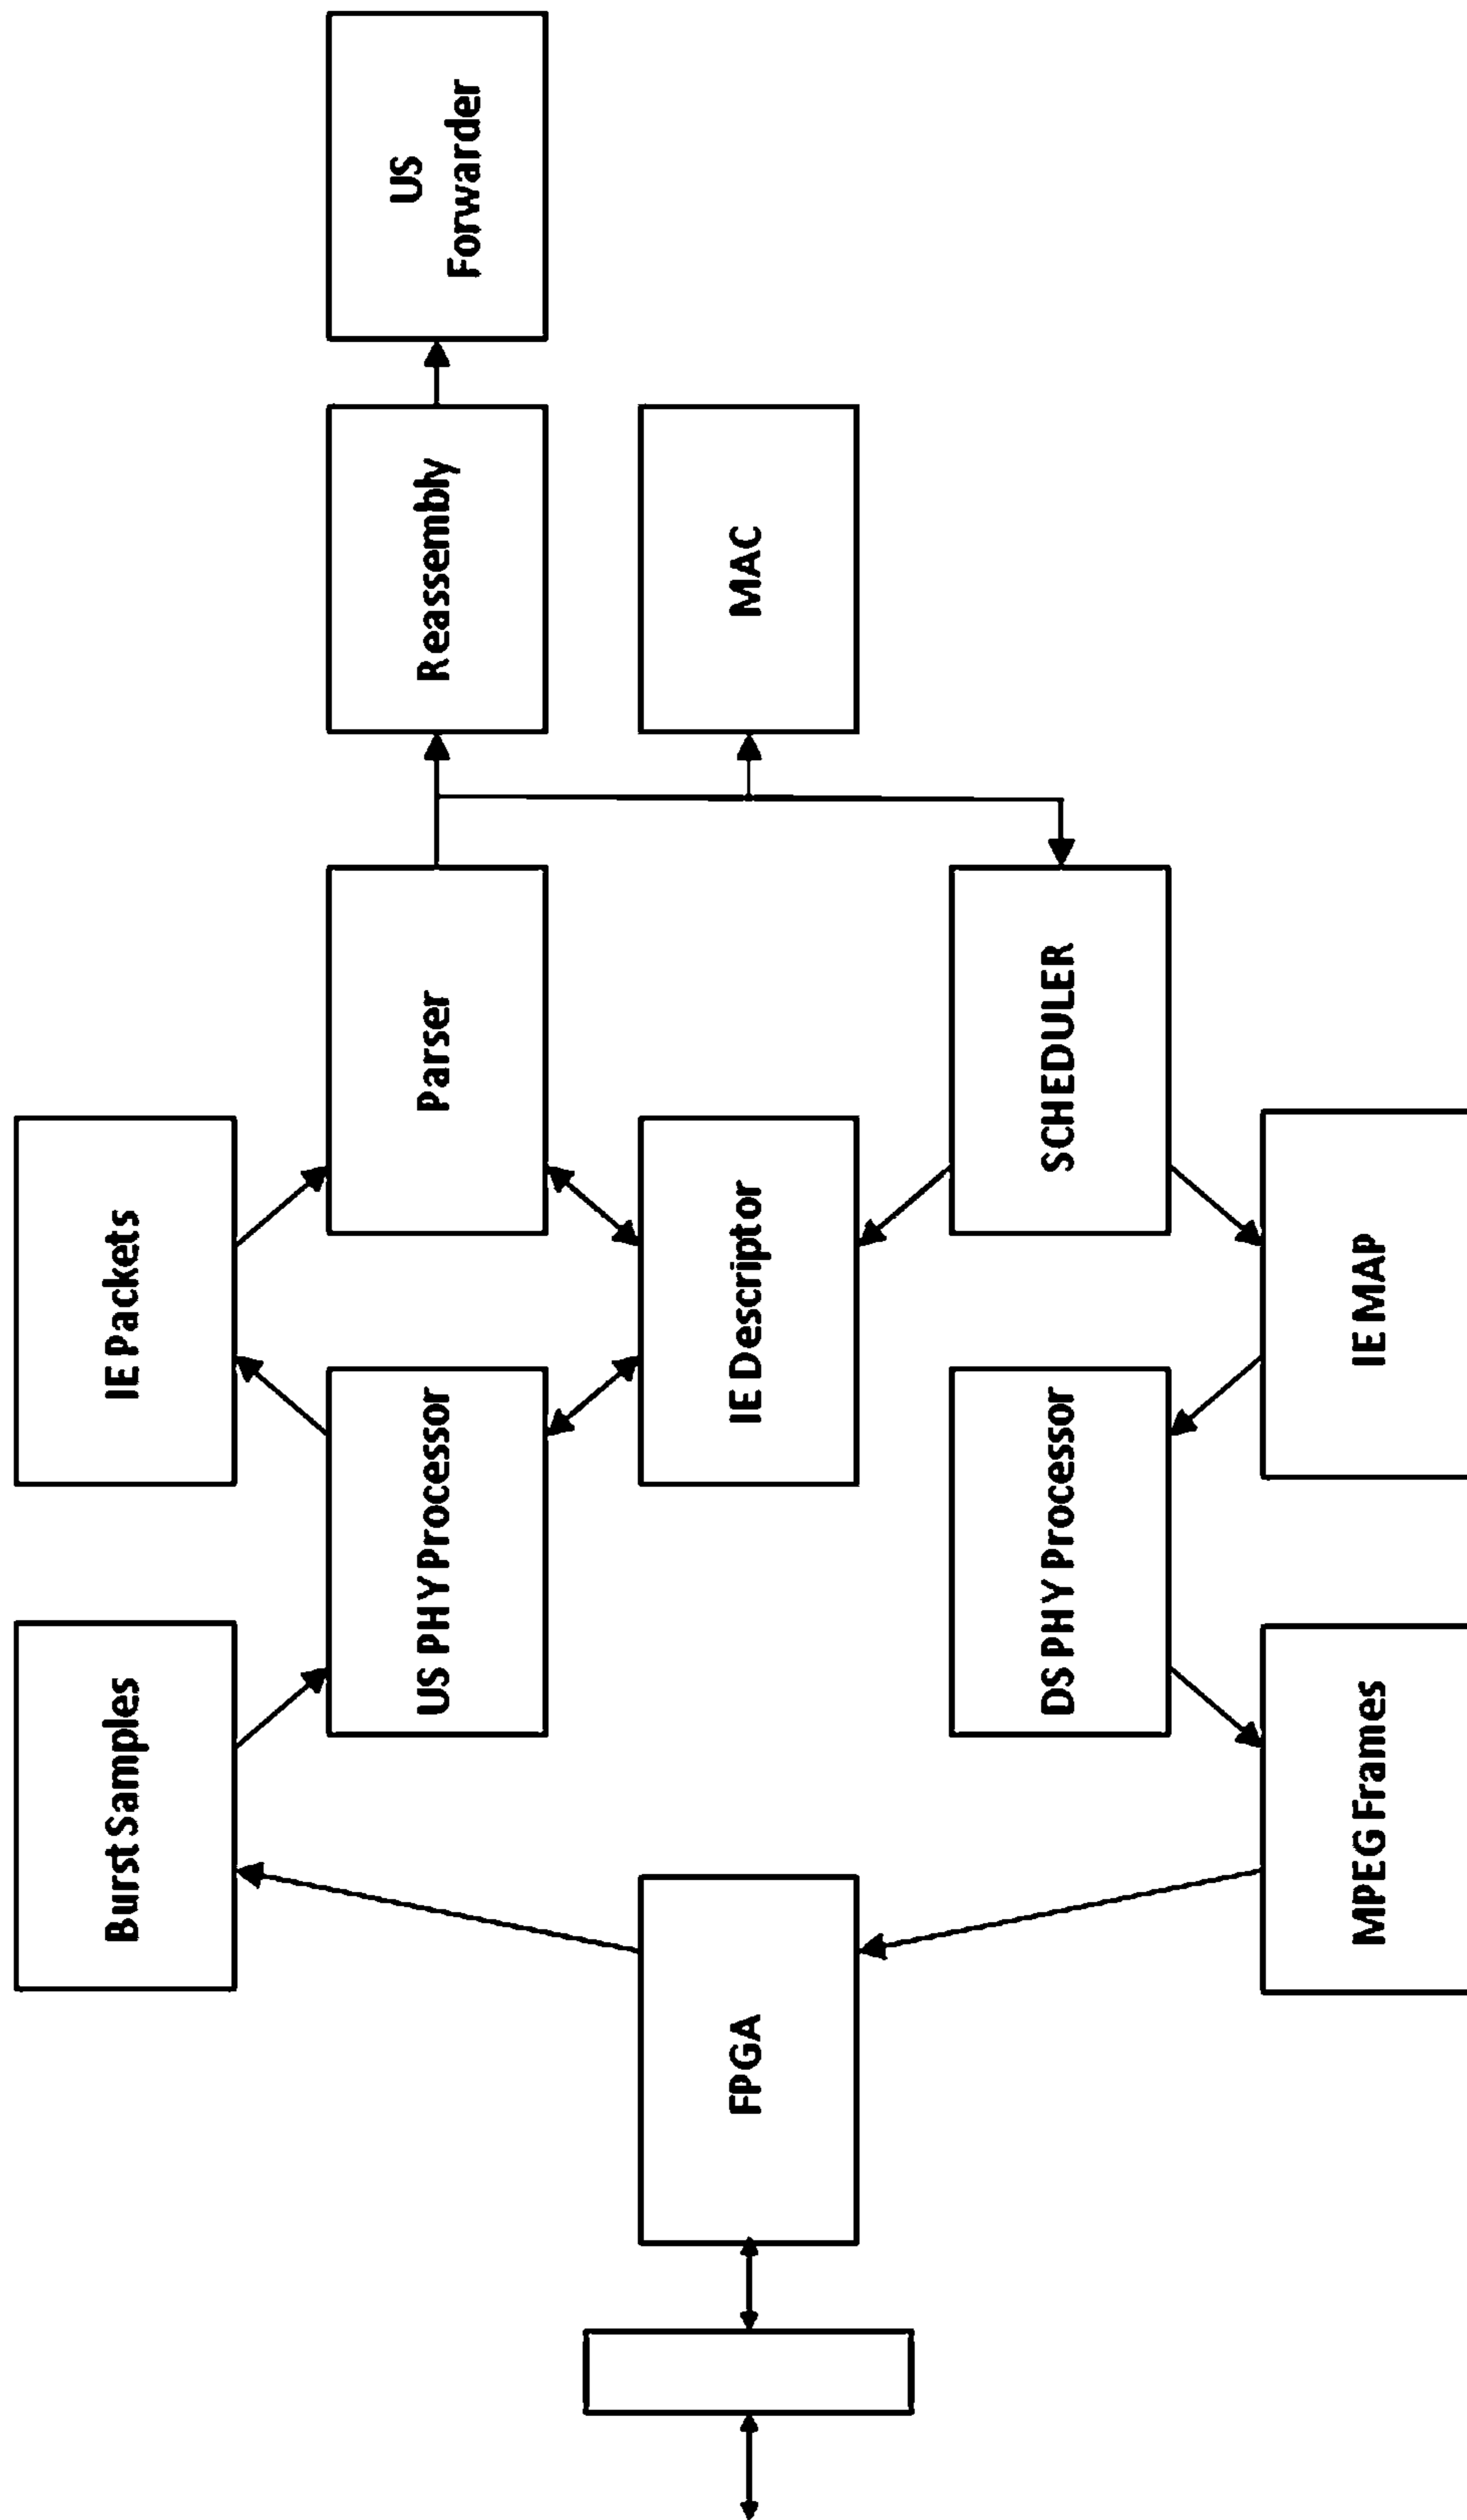 Burst Samples
IE Packets
US PHY Processor
Parser
Reassembly
US
Forwarder
FPGA
IE Descriptor
MAC
DS PHY Processor
SCHEDULER
MPEG Frames
IE MAP